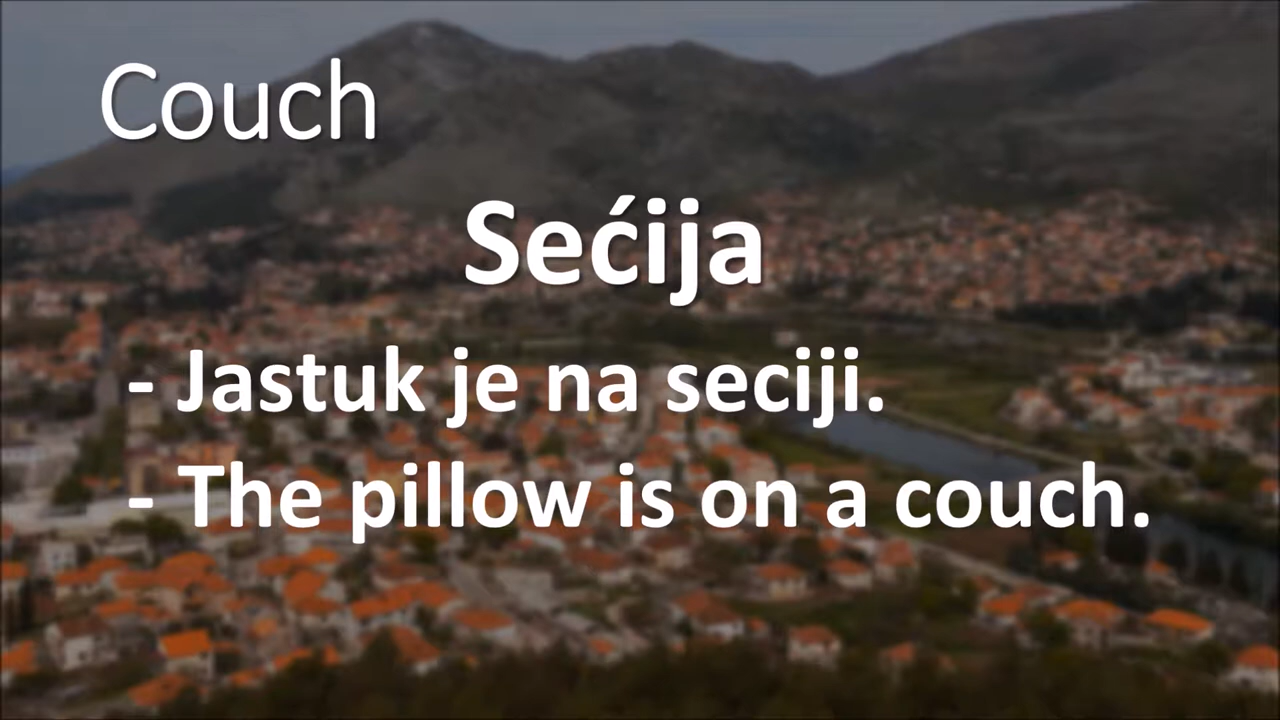 Couch
Sećija
- Jastuk je na seciji.
- The pillow is on a couch.